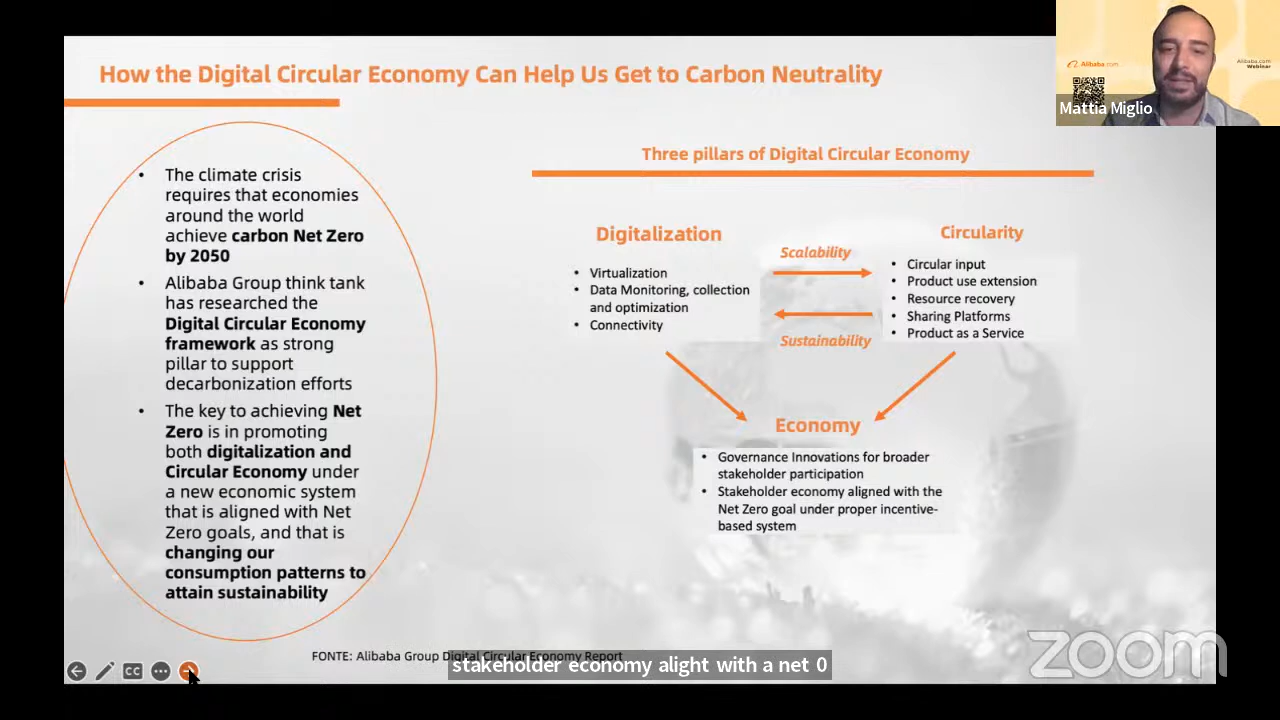 How the Digital Circular Economy Can Help Us Get to Carbon Neutrality
Alibaba.com
Alibaba.com
Webinar
Mattia Miglio
• The climate crisis
requires that economies
around the world
achieve carbon Net Zero
by 2050
• Alibaba Group think tank
has researched the
Digital Circular Economy
framework as strong
pillar to support
decarbonization efforts
• The key to achieving Net
Zero is in promoting
both digitalization and
Circular Economy under
a new economic system
that is aligned with Net
Zero goals, and that is
changing our
consumption patterns to
attain sustainability
Three pillars of Digital Circular Economy
Digitalization
• Virtualization
• Data Monitoring, collection
and optimization
• Connectivity
Scalability
Sustainability
Circularity
• Circular input
• Product use extension
• Resource recovery
• Sharing Platforms
• Product as a Service
Economy
• Governance Innovations for broader
stakeholder participation
• Stakeholder economy aligned with the
Net Zero goal under proper incentive-
based system
FONTE: Alibaba Group Digital Circular Economy Report
stakeholder economy alight with a net 0
CC
zoom